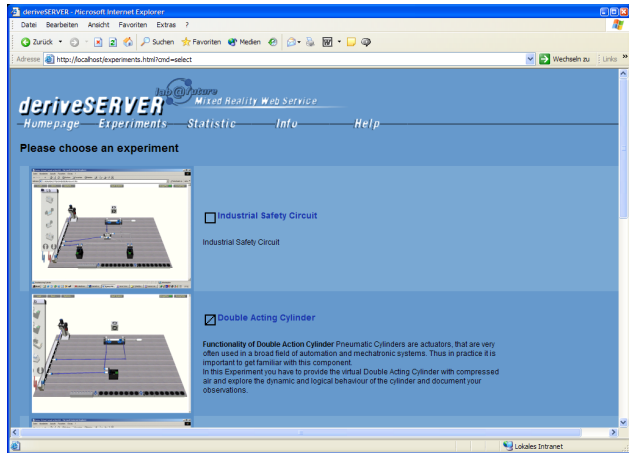 deriveSERVER - Microsoft Internet Explorer
Datei Bearbeiten Ansicht Favoriten Extras ?
Zurück Suchen Favoriten Medien
Adresse http://localhost/experiments.html?cmd=select Wechseln zu Links »
lab@future
deriveSERVER Mixed Reality Web Service
Homepage Experiments Statistic Info Help
Please choose an experiment
Industrial Safety Circuit
Industrial Safety Circuit
Double Acting Cylinder
Functionality of Double Action Cylinder Pneumatic Cylinders are actuators, that are very
often used in a broad field of automation and mechatronic systems. Thus in practice it is
important to get familiar with this component.
In this Experiment you have to provide the virtual Double Acting Cylinder with compressed
air and explore the dynamic and logical behaviour of the cylinder and document your
observations.
Lokales Intranet